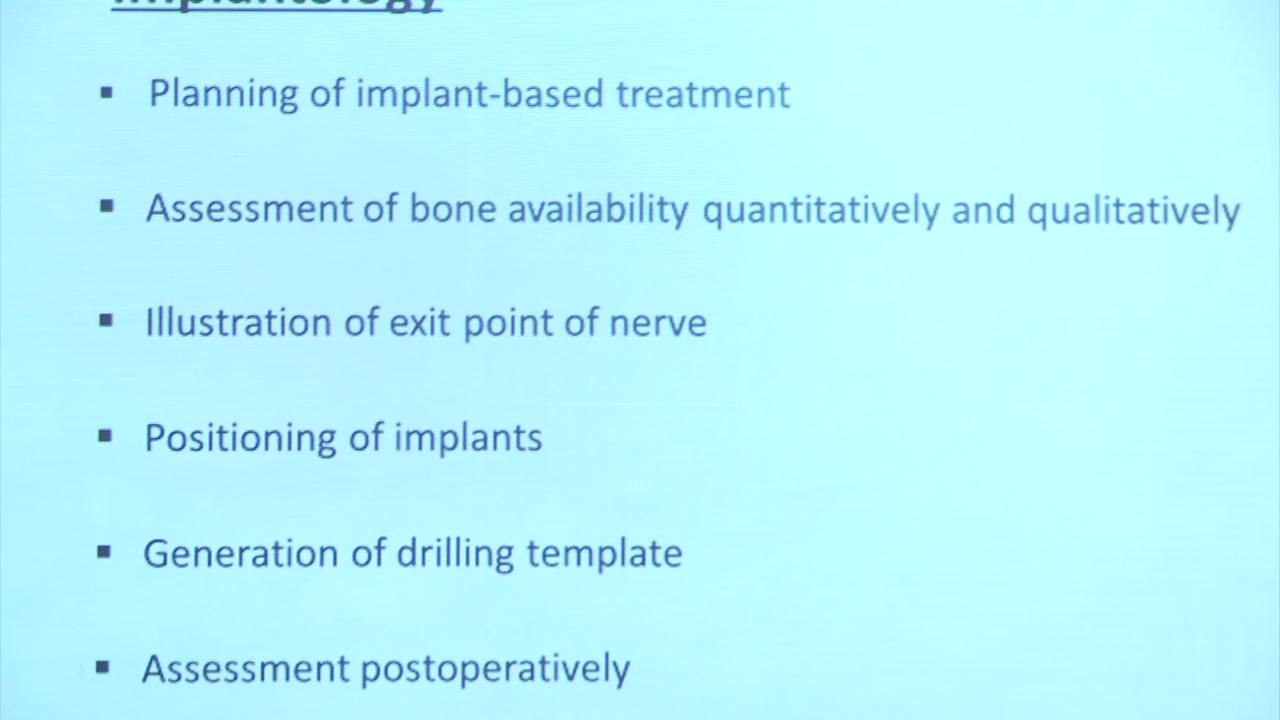 Implantology
▪ Planning of implant-based treatment
▪ Assessment of bone availability quantitatively and qualitatively
▪ Illustration of exit point of nerve
▪ Positioning of implants
▪ Generation of drilling template
▪ Assessment postoperatively